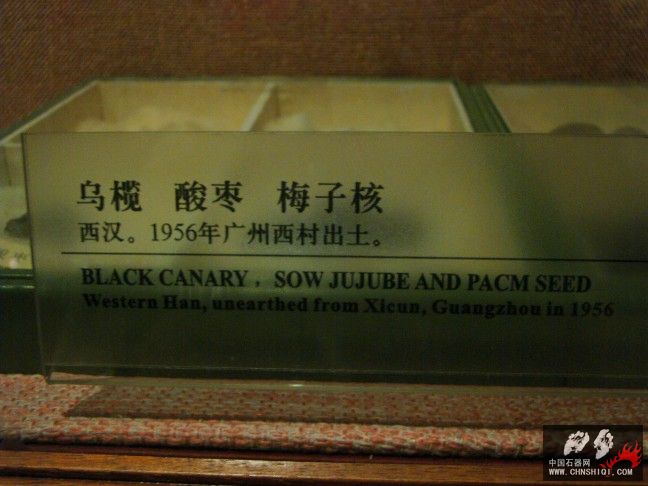 乌榄 酸枣 梅子核
西汉。1956年广州西村出土。
BLACK CANARY, SOW JUJUBE AND PACM SEED
Western Han, unearthed from Xicun, Guangzhou in 1956
中国石器网
WWW.CHNSHIQI.COM